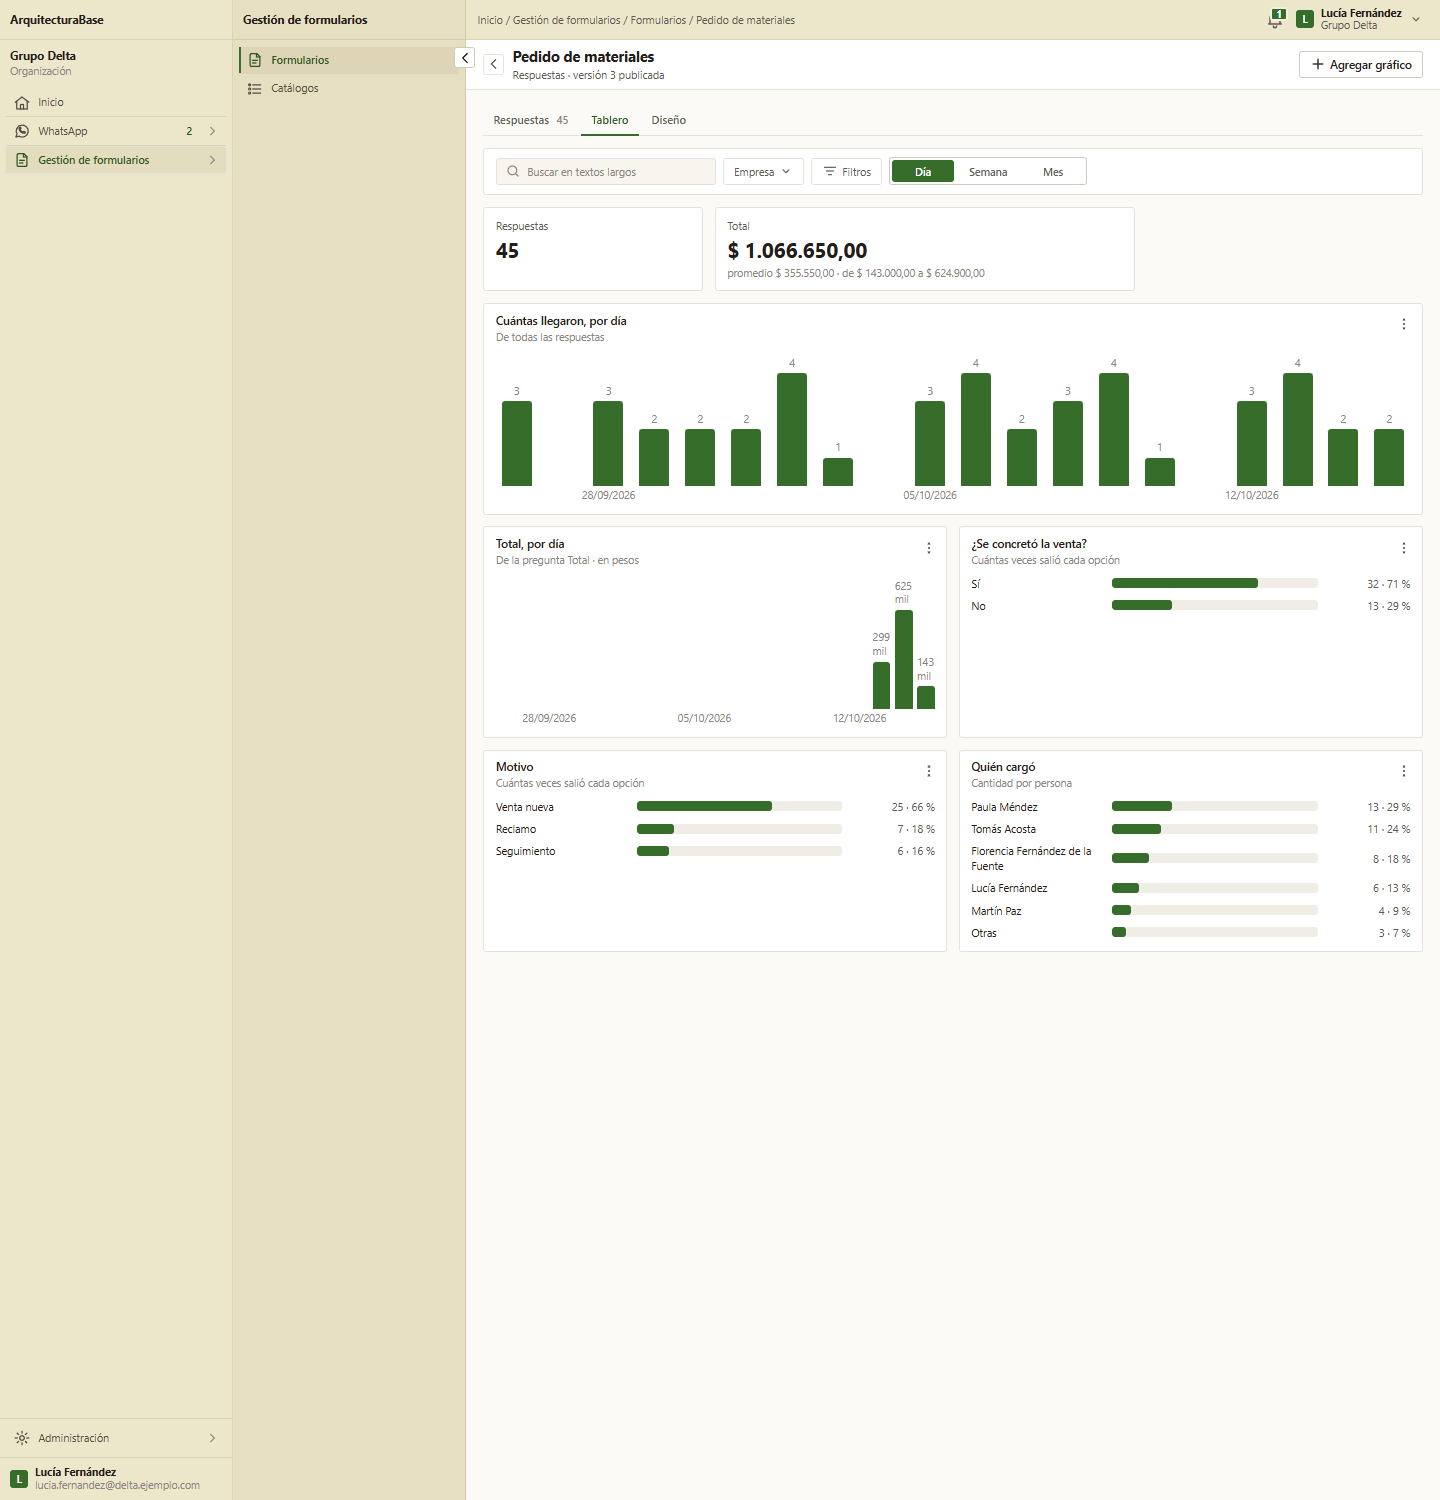 ArquitecturaBase
Grupo Delta
Organización
Inicio
WhatsApp 2
Gestión de formularios
Administración
L Lucía Fernández
lucia.fernandez@delta.ejemplo.com
Gestión de formularios
Formularios
Catálogos
Inicio / Gestión de formularios / Formularios / Pedido de materiales
1
L Lucía Fernández
Grupo Delta
Pedido de materiales
Respuestas · versión 3 publicada
Agregar gráfico
Respuestas 45 Tablero Diseño
Buscar en textos largos Empresa Filtros Día Semana Mes
Respuestas
45
Total
$ 1.066.650,00
promedio $ 355.550,00 · de $ 143.000,00 a $ 624.900,00
Cuántas llegaron, por día
De todas las respuestas
3 3 2 2 2 4 1 3 4 2 3 4 1 3 4 2 2
28/09/2026 05/10/2026 12/10/2026
Total, por día
De la pregunta Total · en pesos
299 mil
625 mil
143 mil
28/09/2026 05/10/2026 12/10/2026
¿Se concretó la venta?
Cuántas veces salió cada opción
Sí 32 · 71 %
No 13 · 29 %
Motivo
Cuántas veces salió cada opción
Venta nueva 25 · 66 %
Reclamo 7 · 18 %
Seguimiento 6 · 16 %
Quién cargó
Cantidad por persona
Paula Méndez 13 · 29 %
Tomás Acosta 11 · 24 %
Florencia Fernández de la
Fuente 8 · 18 %
Lucía Fernández 6 · 13 %
Martín Paz 4 · 9 %
Otras 3 · 7 %